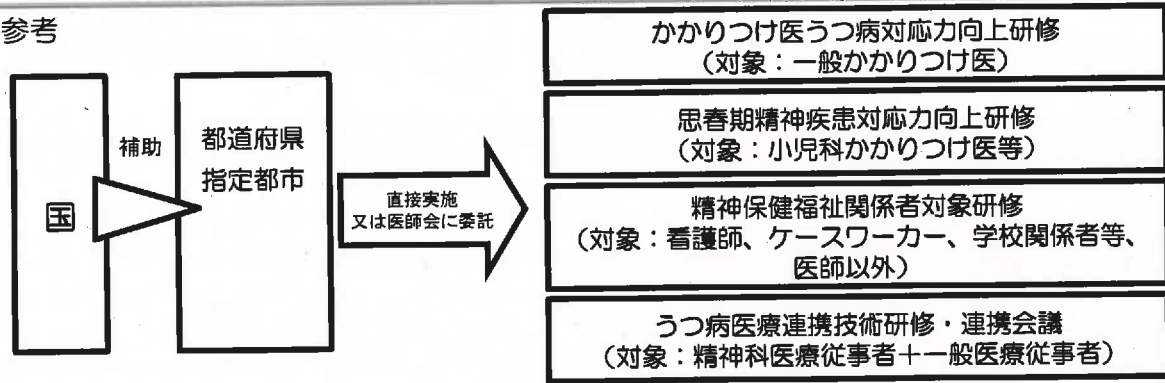 参考
国
補助
都道府県
指定都市
直接実施
又は医師会に委託
かかりつけ医うつ病対応力向上研修
(対象:一般かかりつけ医)
思春期精神疾患対応力向上研修
(対象:小児科かかりつけ医等)
精神保健福祉関係者対象研修
(対象:看護師、ケースワーカー、学校関係者等、
医師以外)
うつ病医療連携技術研修・連携会議
(対象:精神科医療従事者+一般医療従事者)